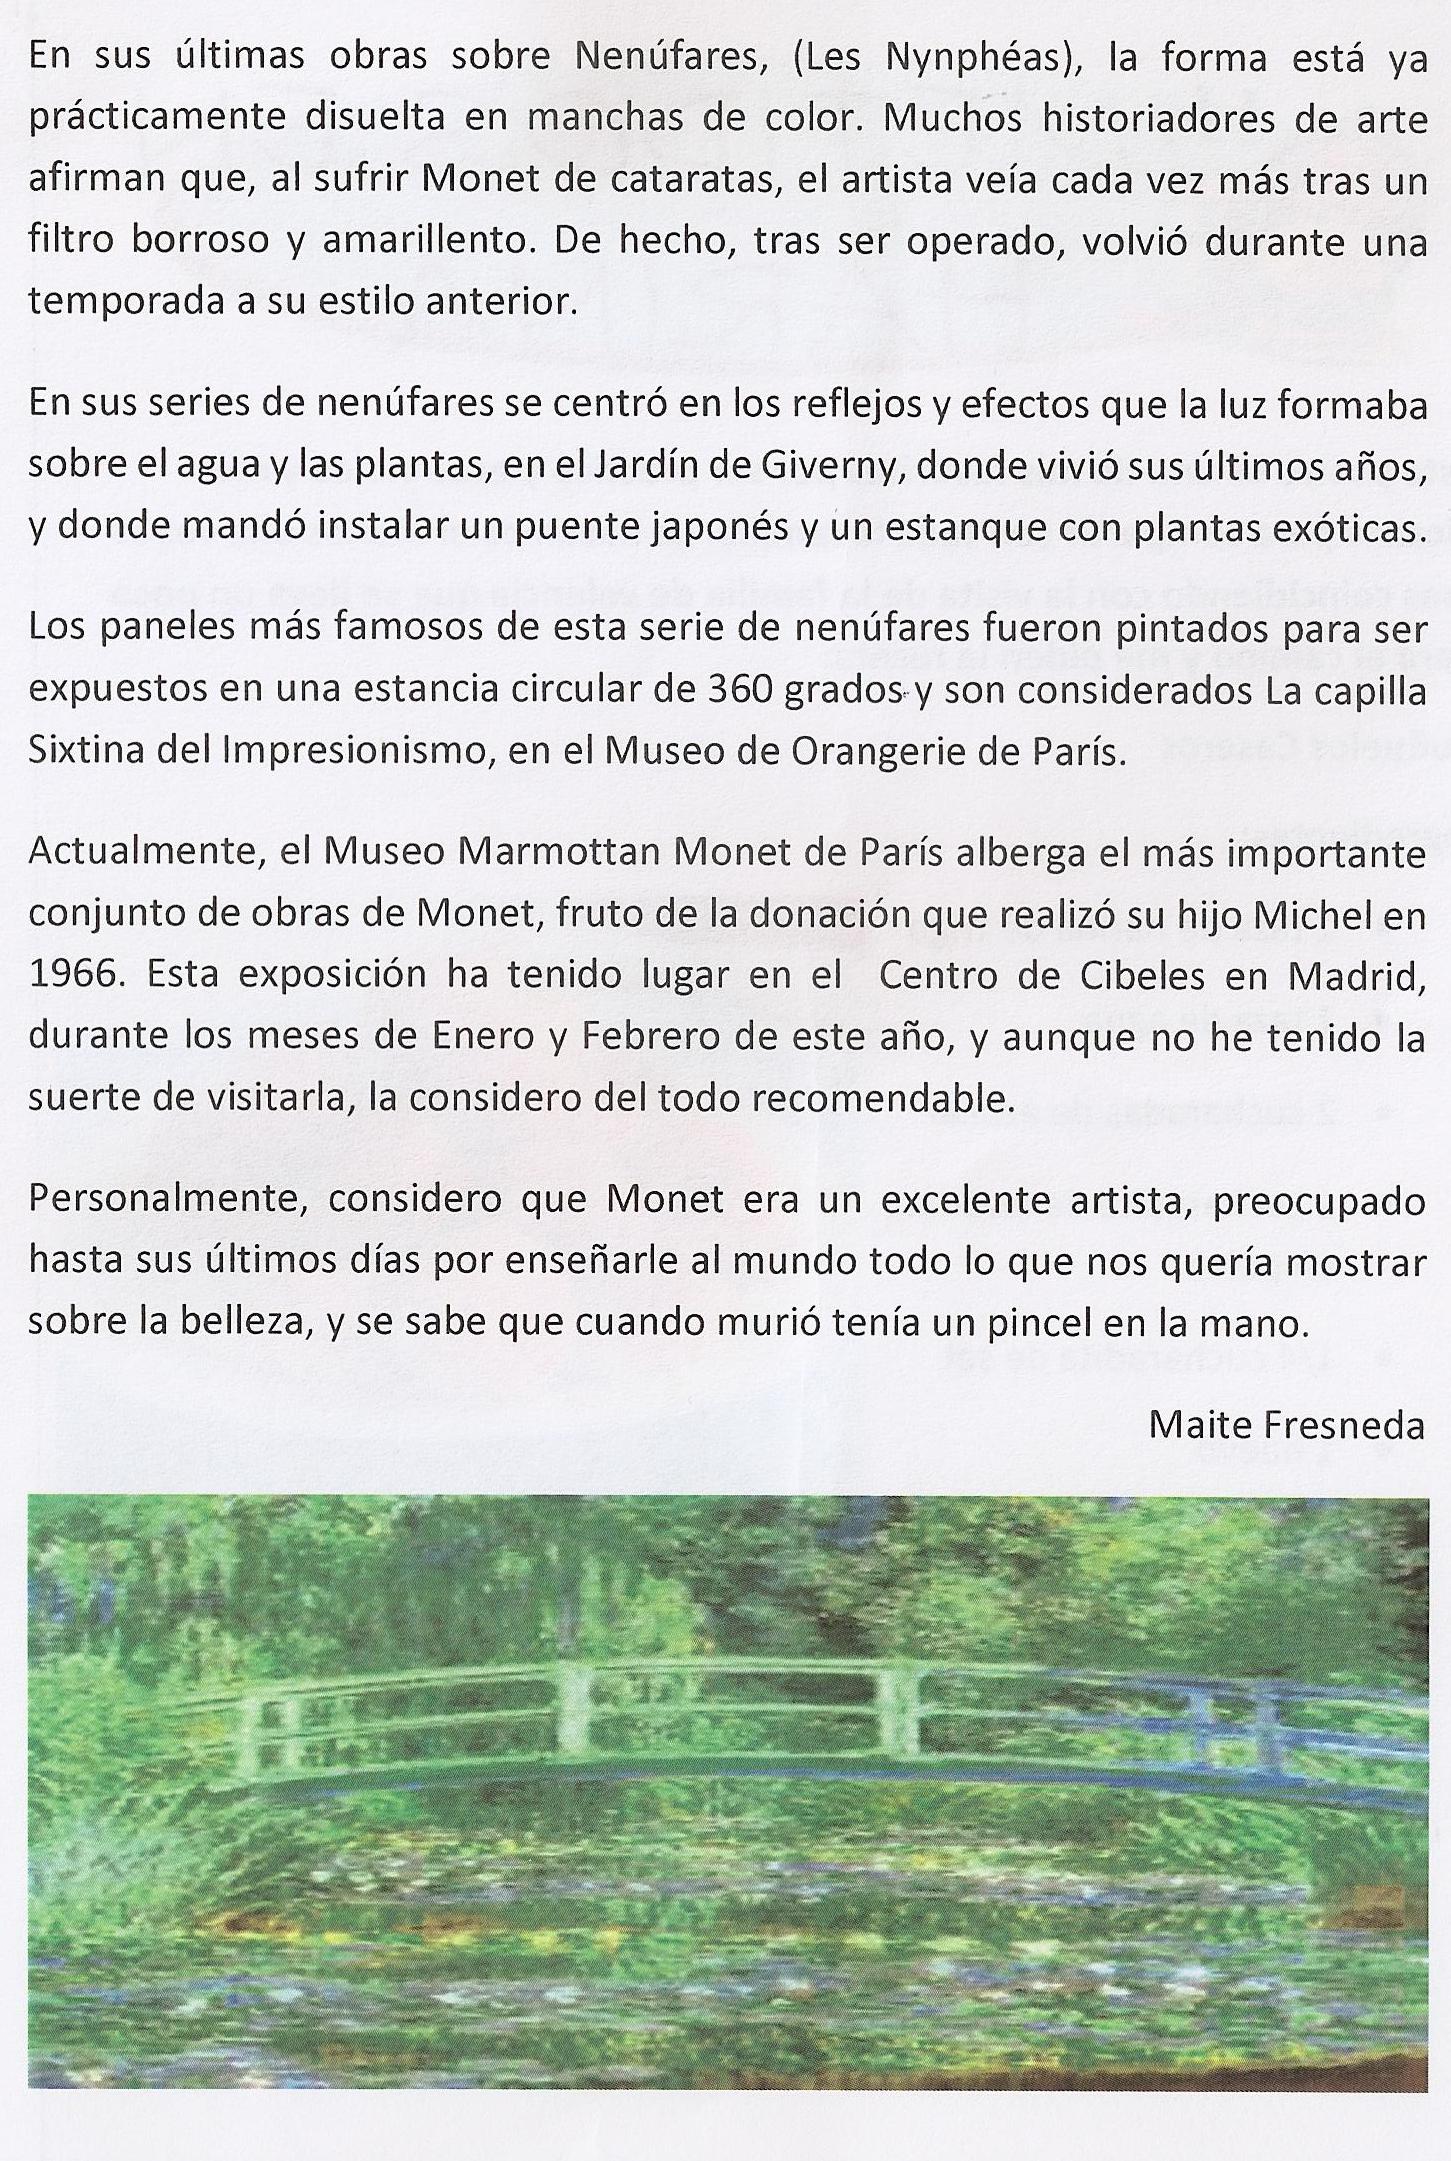 En sus últimas obras sobre Nenúfares, (Les Nynphéas), la forma está ya
prácticamente disuelta en manchas de color. Muchos historiadores de arte
afirman que, al sufrir Monet de cataratas, el artista veía cada vez más tras un
filtro borroso y amarillento. De hecho, tras ser operado, volvió durante una
temporada a su estilo anterior.
En sus series de nenúfares se centró en los reflejos y efectos que la luz formaba
sobre el agua y las plantas, en el Jardín de Giverny, donde vivió sus últimos años,
y donde mandó instalar un puente japonés y un estanque con plantas exóticas.
Los paneles más famosos de esta serie de nenúfares fueron pintados para ser
expuestos en una estancia circular de 360 grados y son considerados La capilla
Sixtina del Impresionismo, en el Museo de Orangerie de París.
Actualmente, el Museo Marmottan Monet de París alberga el más importante
conjunto de obras de Monet, fruto de la donación que realizó su hijo Michel en
1966. Esta exposición ha tenido lugar en el Centro de Cibeles en Madrid,
durante los meses de Enero y Febrero de este año, y aunque no he tenido la
suerte de visitarla, la considero del todo recomendable.
Personalmente, considero que Monet era un excelente artista, preocupado
hasta sus últimos días por enseñarle al mundo todo lo que nos quería mostrar
sobre la belleza, y se sabe que cuando murió tenía un pincel en la mano.
Maite Fresneda